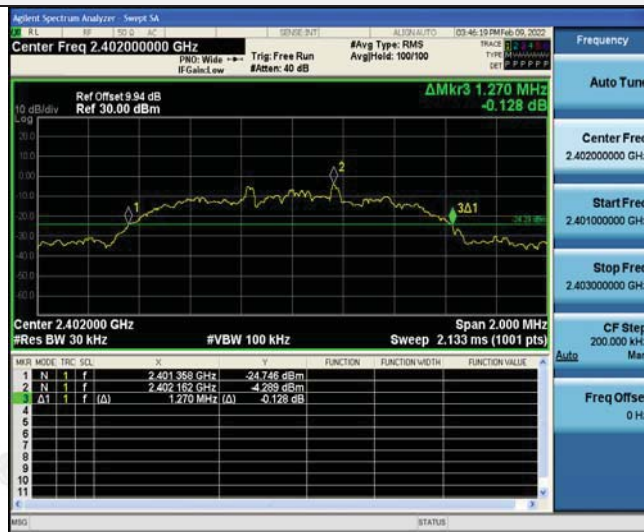 Agilent Spectrum Analyzer - Swept SA
RL RF 50 Ω AC SENSE:INT ALIGN AUTO 03:46:19 PM Feb 09, 2022
Center Freq 2.402000000 GHz #Avg Type: RMS TRACE 1 2 3 4 5 6
PNO: Wide Trig: Free Run Avg|Hold: 100/100 TYPE
IFGain:Low #Atten: 40 dB DET P P P P P P
ΔMkr3 1.270 MHz
Ref Offset 9.94 dB
-0.128 dB
10 dB/div Ref 30.00 dBm
Log
20.0
10.0
0.00
-10.0
-20.0
-30.0
-40.0
-50.0
-60.0
1
2
3Δ1
Center 2.402000 GHz Span 2.000 MHz
#Res BW 30 kHz #VBW 100 kHz Sweep 2.133 ms (1001 pts)
MKR MODE TRC SCL X Y FUNCTION FUNCTION WIDTH FUNCTION VALUE
1 N 1 f 2.401 358 GHz -24.746 dBm
2 N 1 f 2.402 162 GHz -4.289 dBm
3 Δ1 1 f (Δ) 1.270 MHz (Δ) -0.128 dB
4
5
6
7
8
9
10
11
MSG STATUS
Frequency
Auto Tune
Center Freq
2.402000000 GHz
Start Freq
2.401000000 GHz
Stop Freq
2.403000000 GHz
CF Step
200.000 kHz
Auto Man
Freq Offset
0 Hz